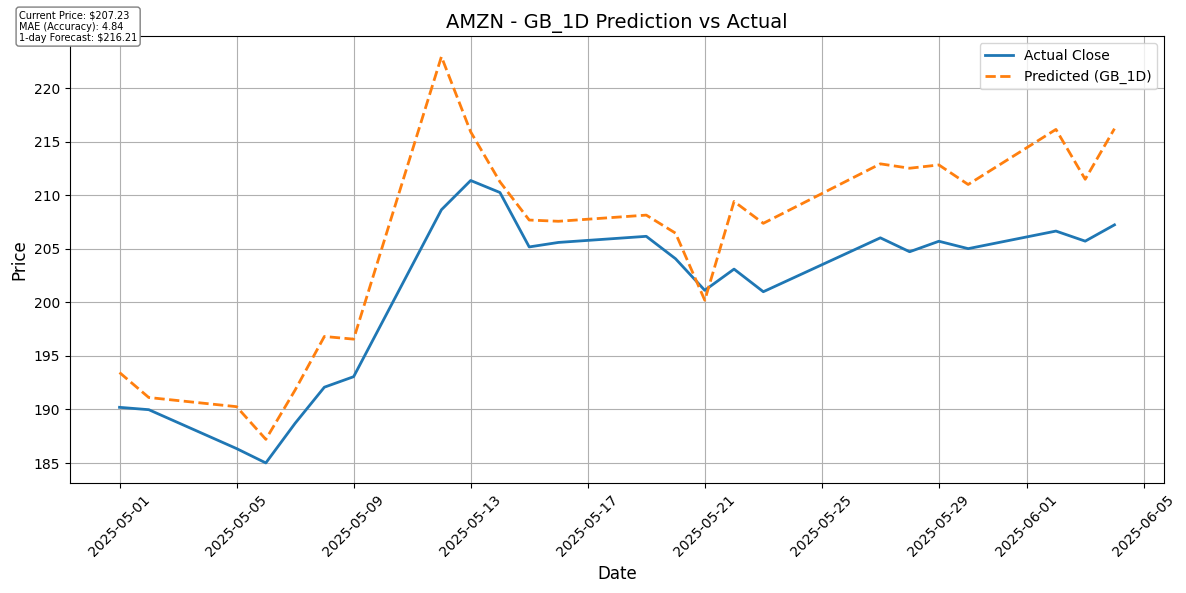 Current Price: $207.23
MAE (Accuracy): 4.84
1-day Forecast: $216.21
AMZN - GB_1D Prediction vs Actual
Actual Close
Predicted (GB_1D)
Price
220
215
210
205
200
195
190
185
2025-05-01
2025-05-05
2025-05-09
2025-05-13
2025-05-17
2025-05-21
2025-05-25
2025-05-29
2025-06-01
2025-06-05
Date